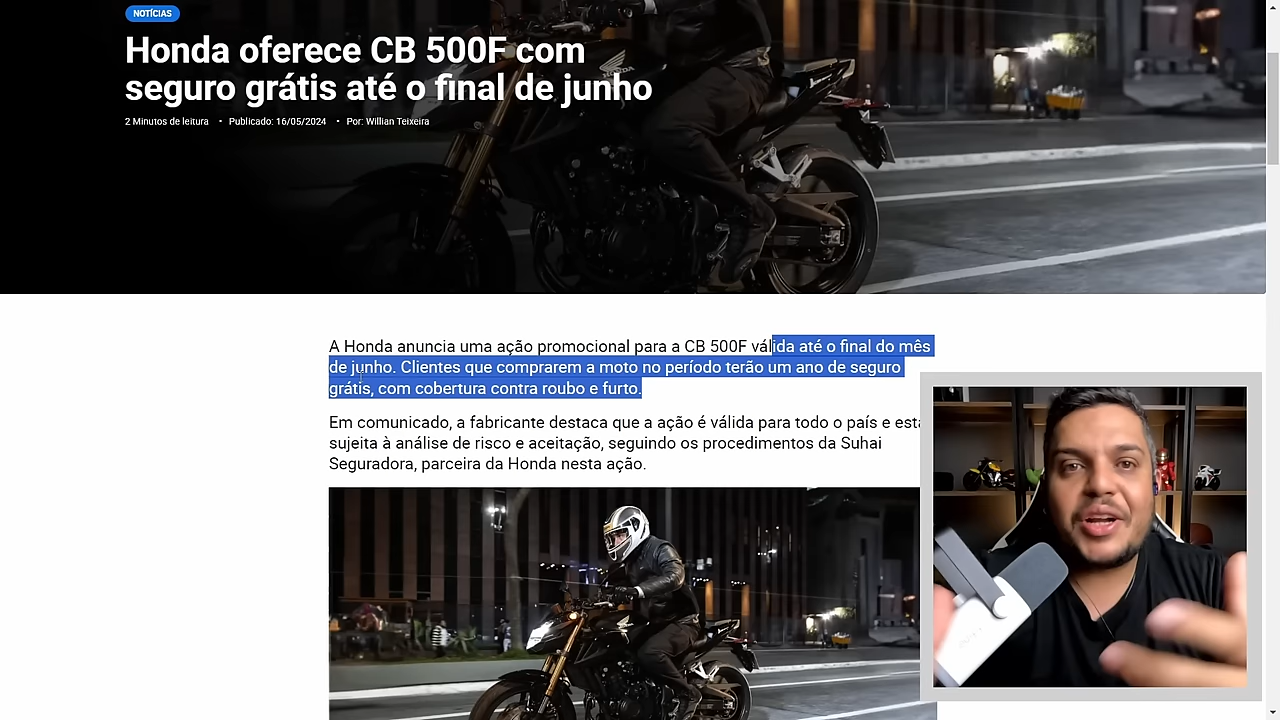 NOTÍCIAS
Honda oferece CB 500F com
seguro grátis até o final de junho
2 Minutos de leitura • Publicado: 16/05/2024 • Por: Willian Teixeira
HONDA
A Honda anuncia uma ação promocional para a CB 500F válida até o final do mês
de junho. Clientes que comprarem a moto no período terão um ano de seguro
grátis, com cobertura contra roubo e furto.
Em comunicado, a fabricante destaca que a ação é válida para todo o país e está
sujeita à análise de risco e aceitação, seguindo os procedimentos da Suhai
Seguradora, parceira da Honda nesta ação.